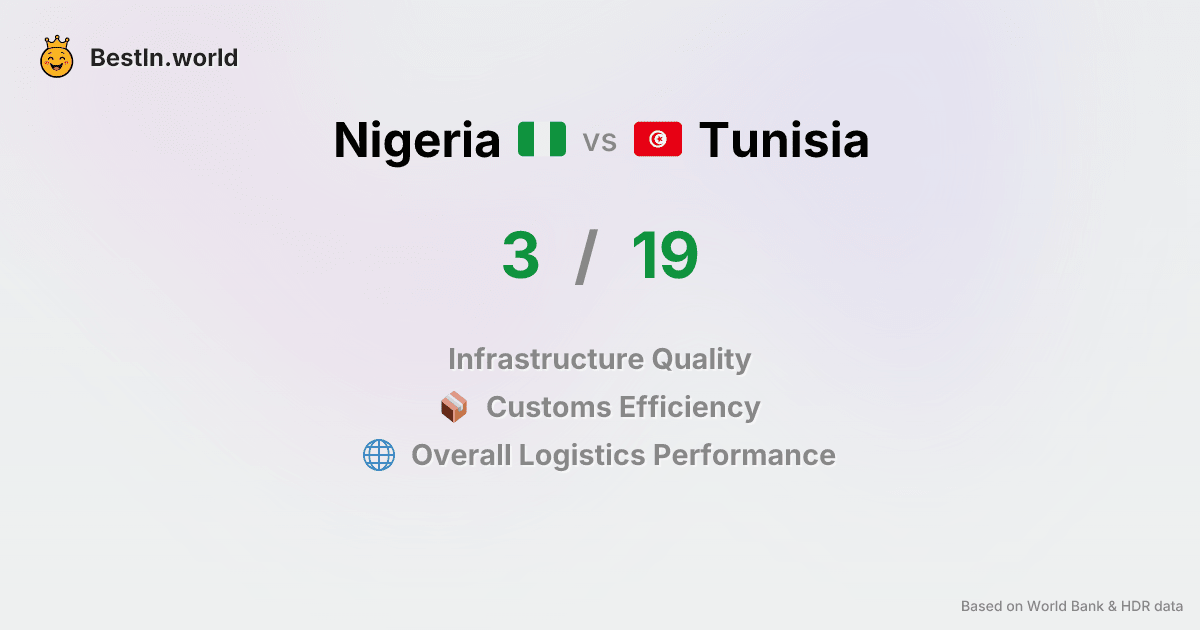 BestIn.world
Nigeria vs Tunisia
3 / 19
Infrastructure Quality
Customs Efficiency
Overall Logistics Performance
Based on World Bank & HDR data